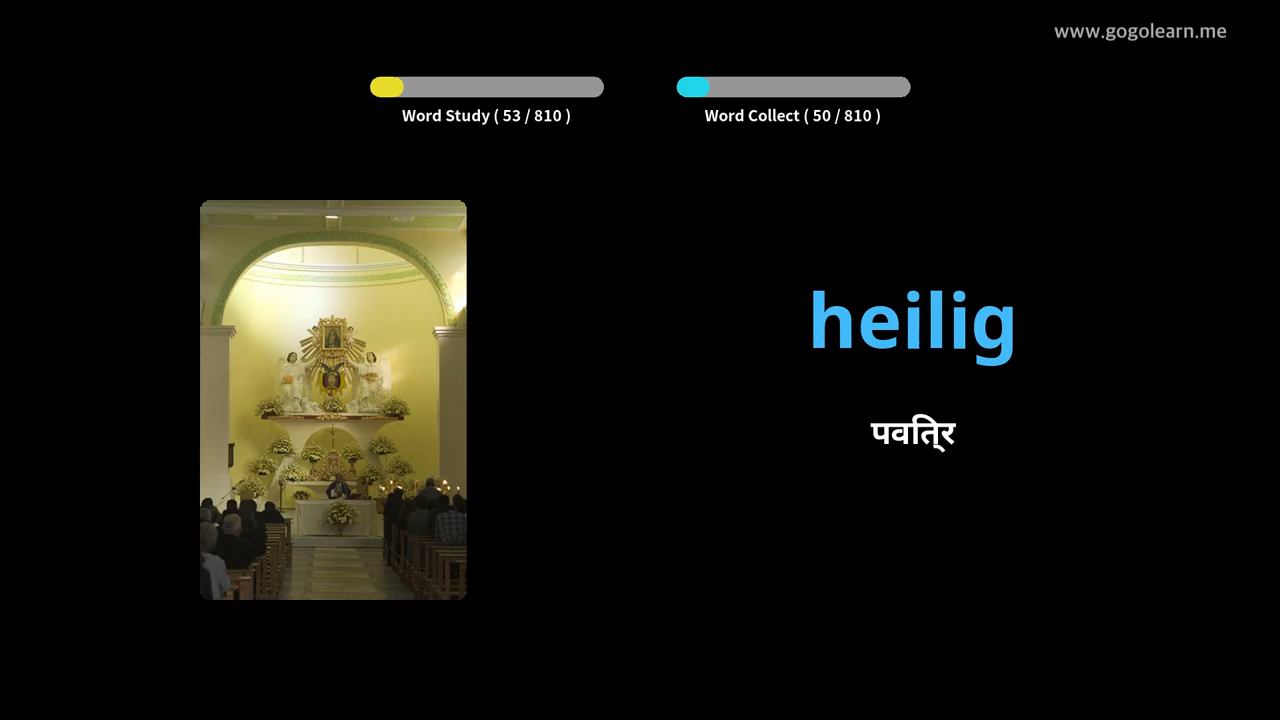 www.gogolearn.me
Word Study ( 53 / 810 )
Word Collect ( 50 / 810 )
heilig
पवित्र